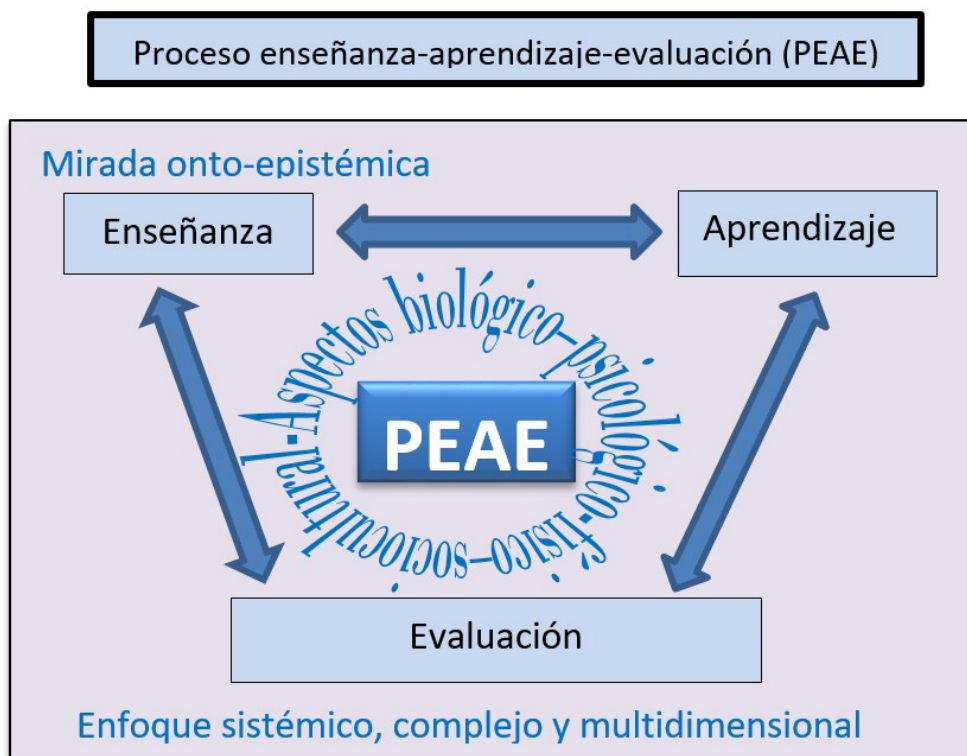 Proceso enseñanza-aprendizaje-evaluación (PEAE)
Mirada onto-epistémica
Enseñanza
Aprendizaje
Aspectos biológico-psicológico-físico-sociocultural-
PEAE
Evaluación
Enfoque sistémico, complejo y multidimensional